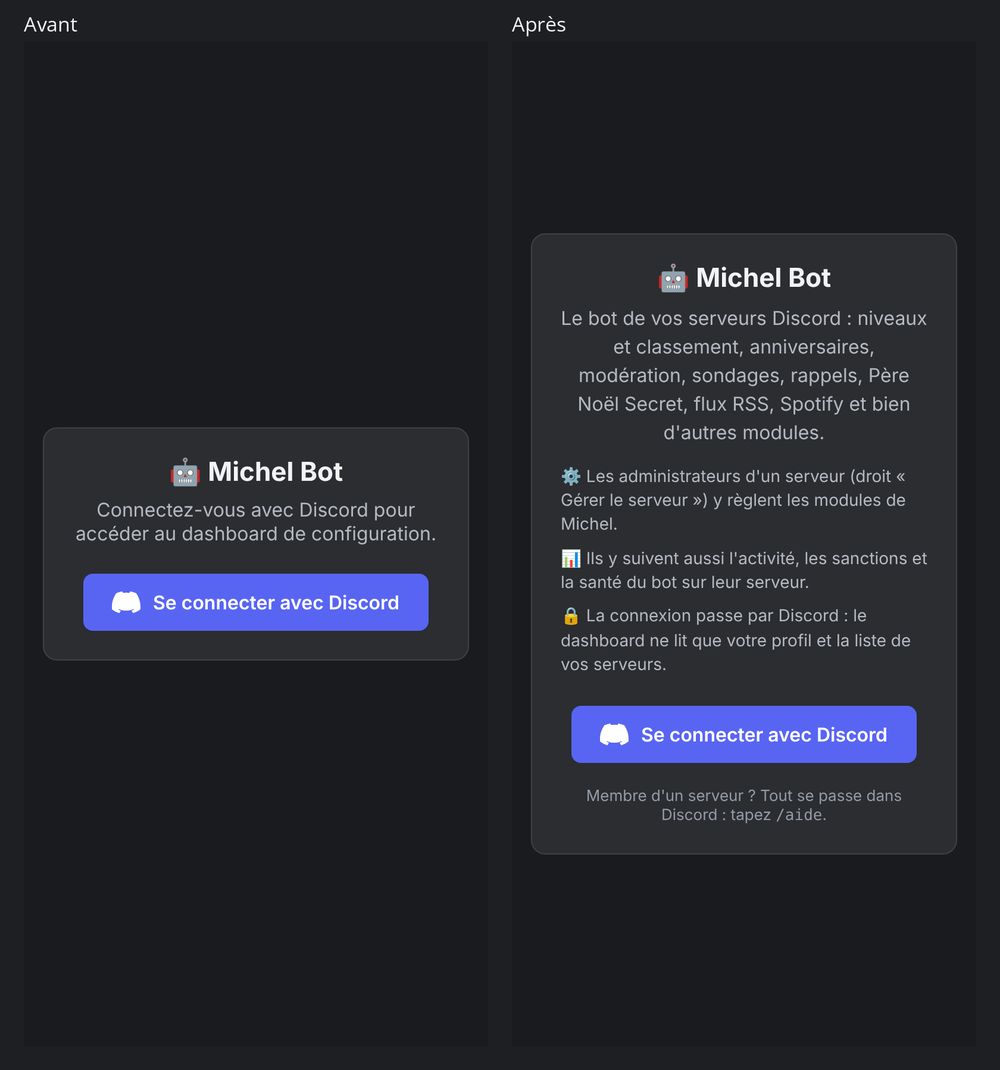 Avant
Après
🤖 Michel Bot
Connectez-vous avec Discord pour
accéder au dashboard de configuration.
Se connecter avec Discord
🤖 Michel Bot
Le bot de vos serveurs Discord : niveaux
et classement, anniversaires,
modération, sondages, rappels, Père
Noël Secret, flux RSS, Spotify et bien
d'autres modules.
⚙️ Les administrateurs d'un serveur (droit «
Gérer le serveur ») y règlent les modules de
Michel.
📊 Ils y suivent aussi l'activité, les sanctions et
la santé du bot sur leur serveur.
🔒 La connexion passe par Discord : le
dashboard ne lit que votre profil et la liste de
vos serveurs.
Se connecter avec Discord
Membre d'un serveur ? Tout se passe dans
Discord : tapez /aide.